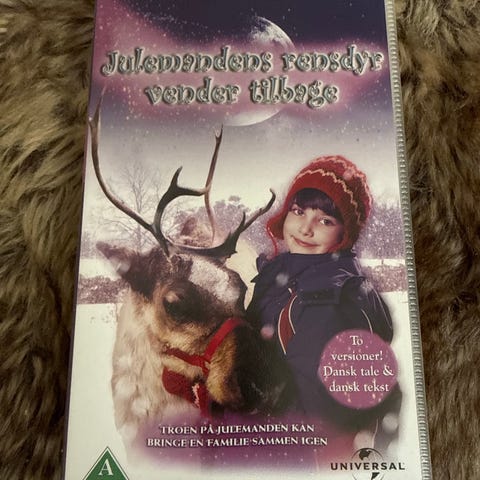 Julemandens rensdyr
vender tilbage
To
versioner!
Dansk tale &
dansk tekst
TROEN PÅ JULEMANDEN KAN
BRINGE EN FAMILIE SAMMEN IGEN
A
UNIVERSAL